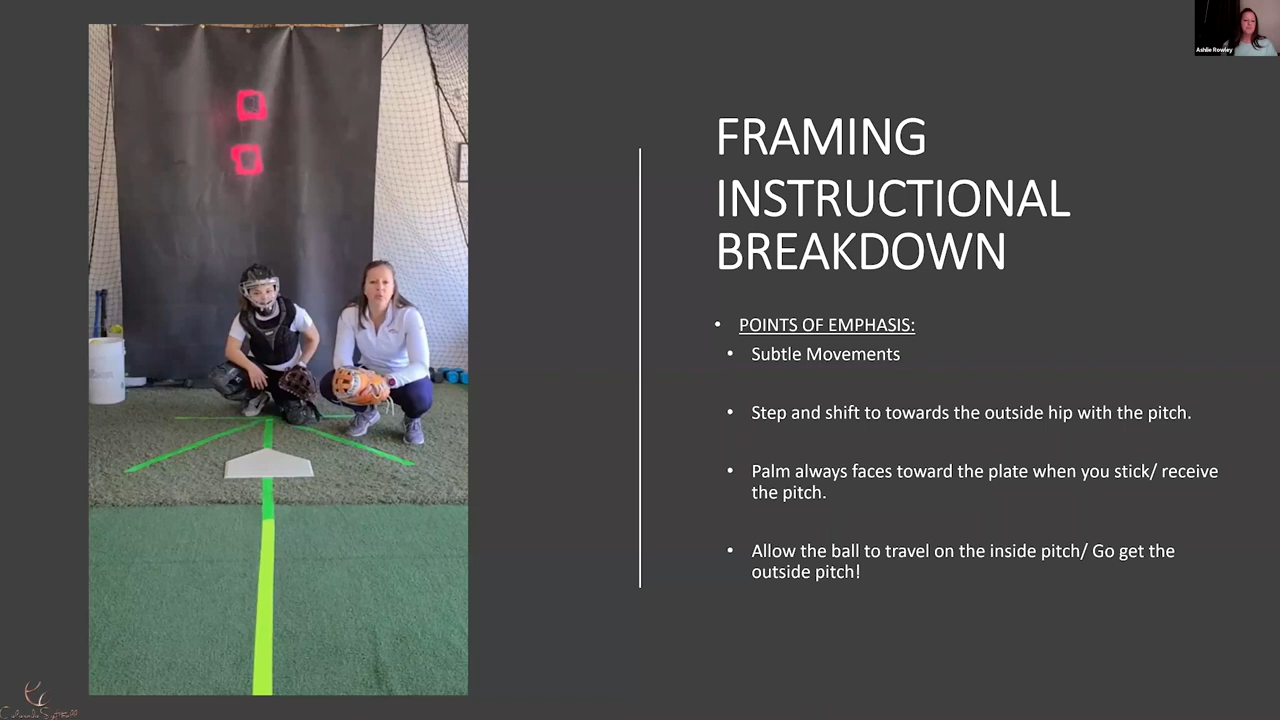 Ashlie Rowley
FRAMING
INSTRUCTIONAL
BREAKDOWN
• POINTS OF EMPHASIS:
• Subtle Movements
• Step and shift to towards the outside hip with the pitch.
• Palm always faces toward the plate when you stick/ receive
the pitch.
• Allow the ball to travel on the inside pitch/ Go get the
outside pitch!